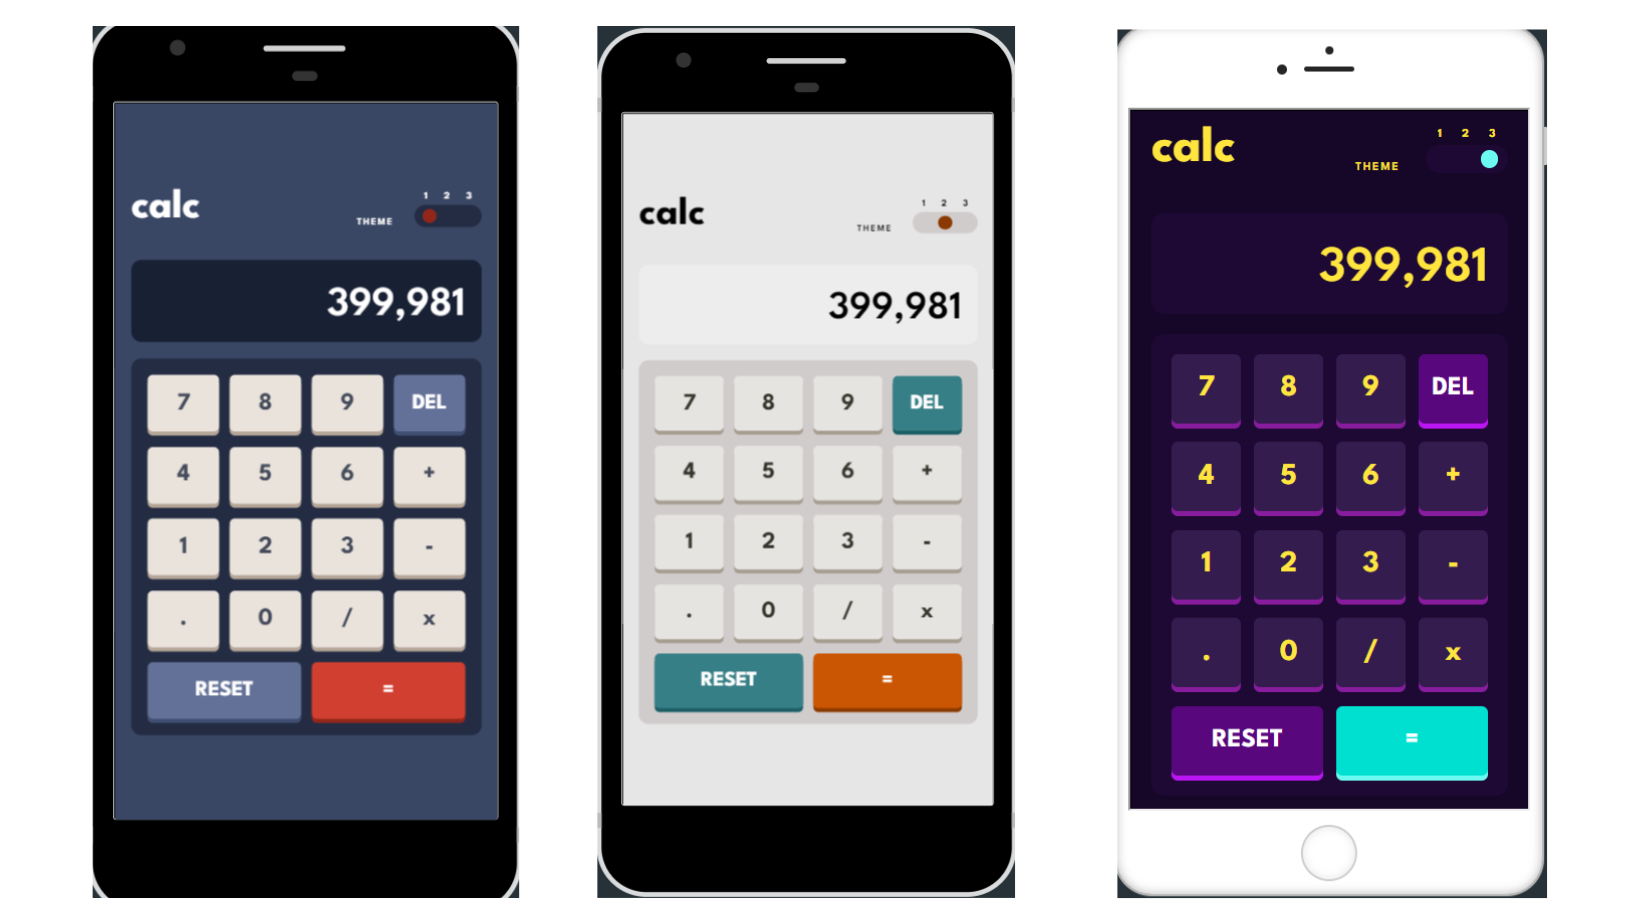 calc
1 2 3
THEME
399,981
7 8 9 DEL
4 5 6 +
1 2 3 -
. 0 / x
RESET =
calc
1 2 3
THEME
399,981
7 8 9 DEL
4 5 6 +
1 2 3 -
. 0 / x
RESET =
calc
1 2 3
THEME
399,981
7 8 9 DEL
4 5 6 +
1 2 3 -
. 0 / x
RESET =